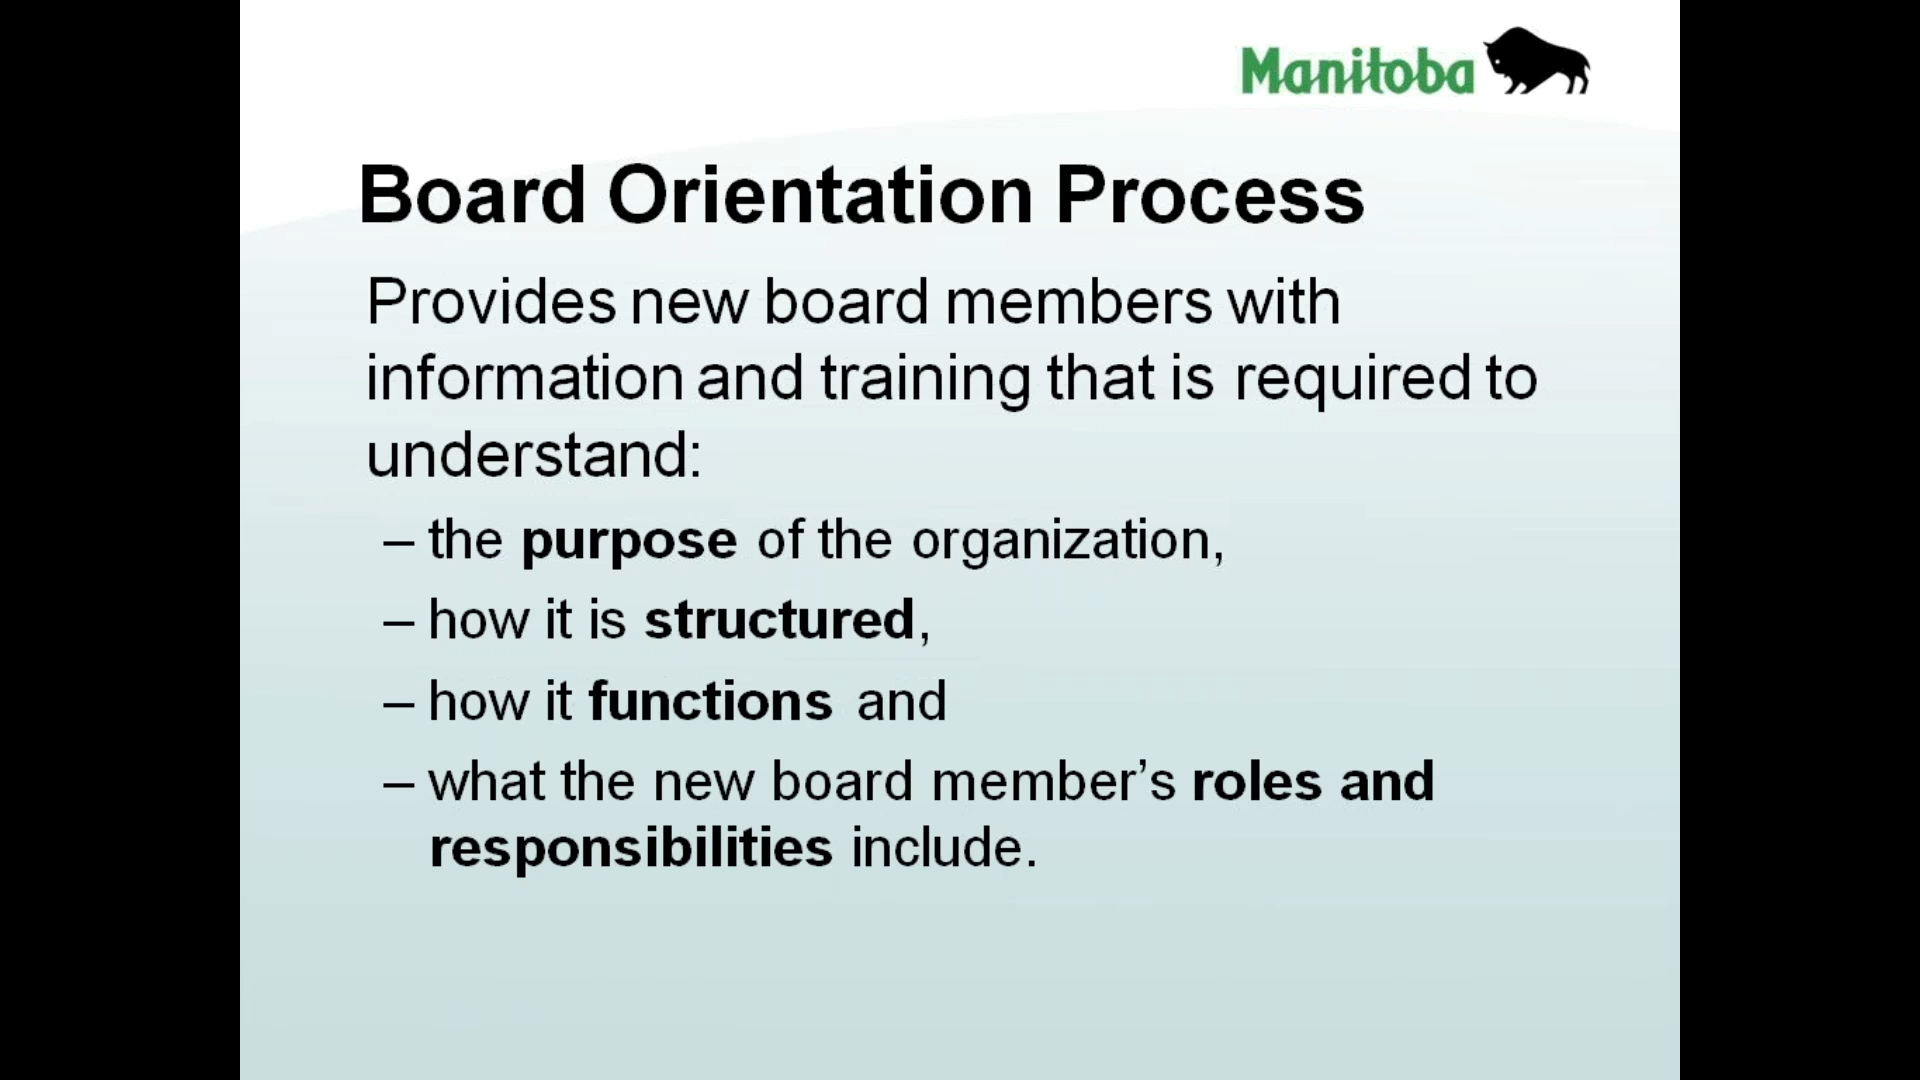 Manitoba
Board Orientation Process
Provides new board members with
information and training that is required to
understand:
– the purpose of the organization,
– how it is structured,
– how it functions and
– what the new board member’s roles and
responsibilities include.